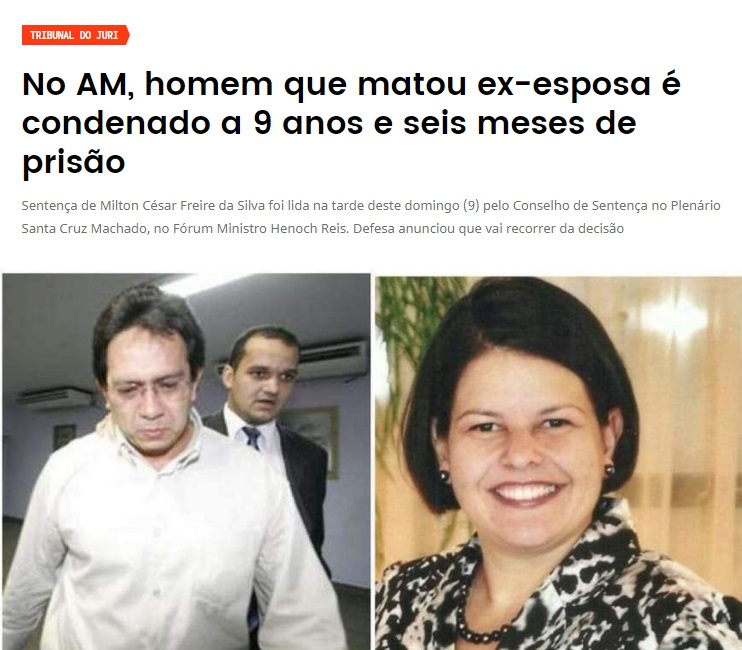 TRIBUNAL DO JURI
No AM, homem que matou ex-esposa é
condenado a 9 anos e seis meses de
prisão
Sentença de Milton César Freire da Silva foi lida na tarde deste domingo (9) pelo Conselho de Sentença no Plenário
Santa Cruz Machado, no Fórum Ministro Henoch Reis. Defesa anunciou que vai recorrer da decisão